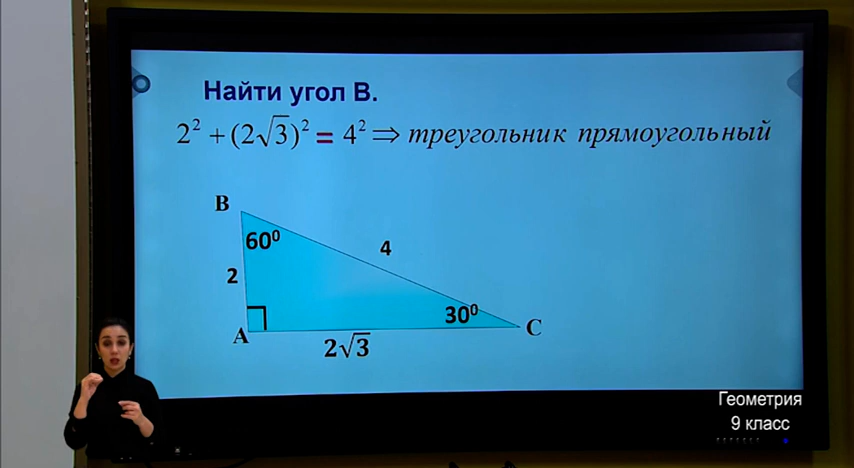 Найти угол В.
2² + (2√3)² = 4² ⇒ треугольник прямоугольный
B
60⁰
4
2
30⁰
A
C
2√3
Геометрия
9 класс